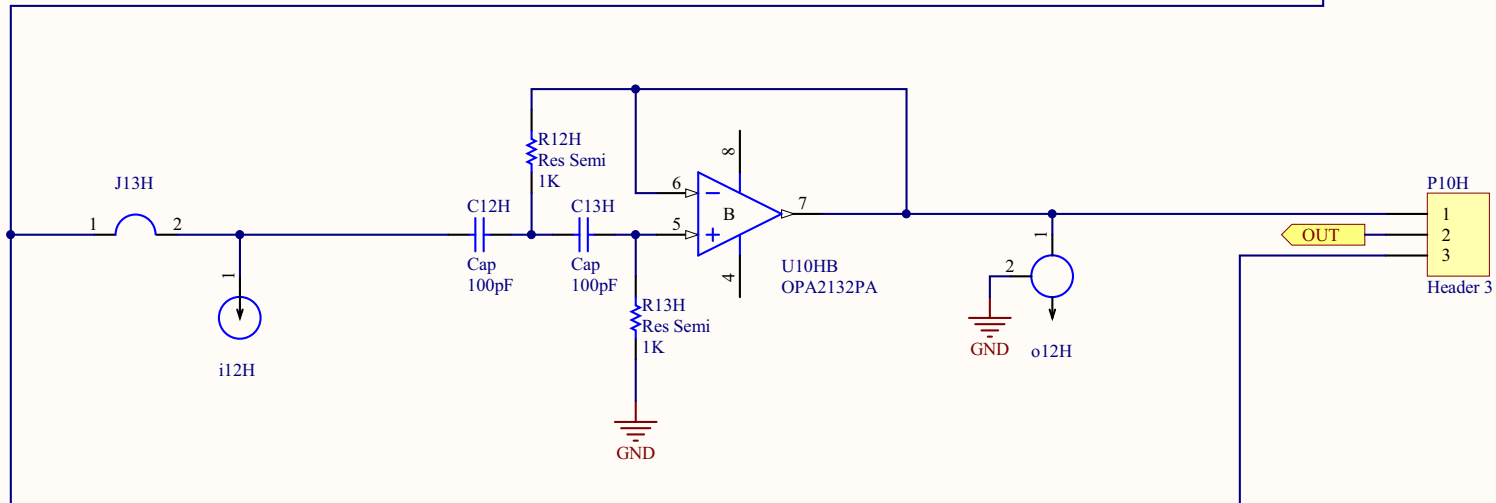 J13H
1
2
1
i12H
R12H
Res Semi
1K
C12H
Cap
100pF
C13H
Cap
100pF
R13H
Res Semi
1K
GND
8
6
5
B
7
4
U10HB
OPA2132PA
1
2
GND
o12H
P10H
1
2
3
OUT
Header 3